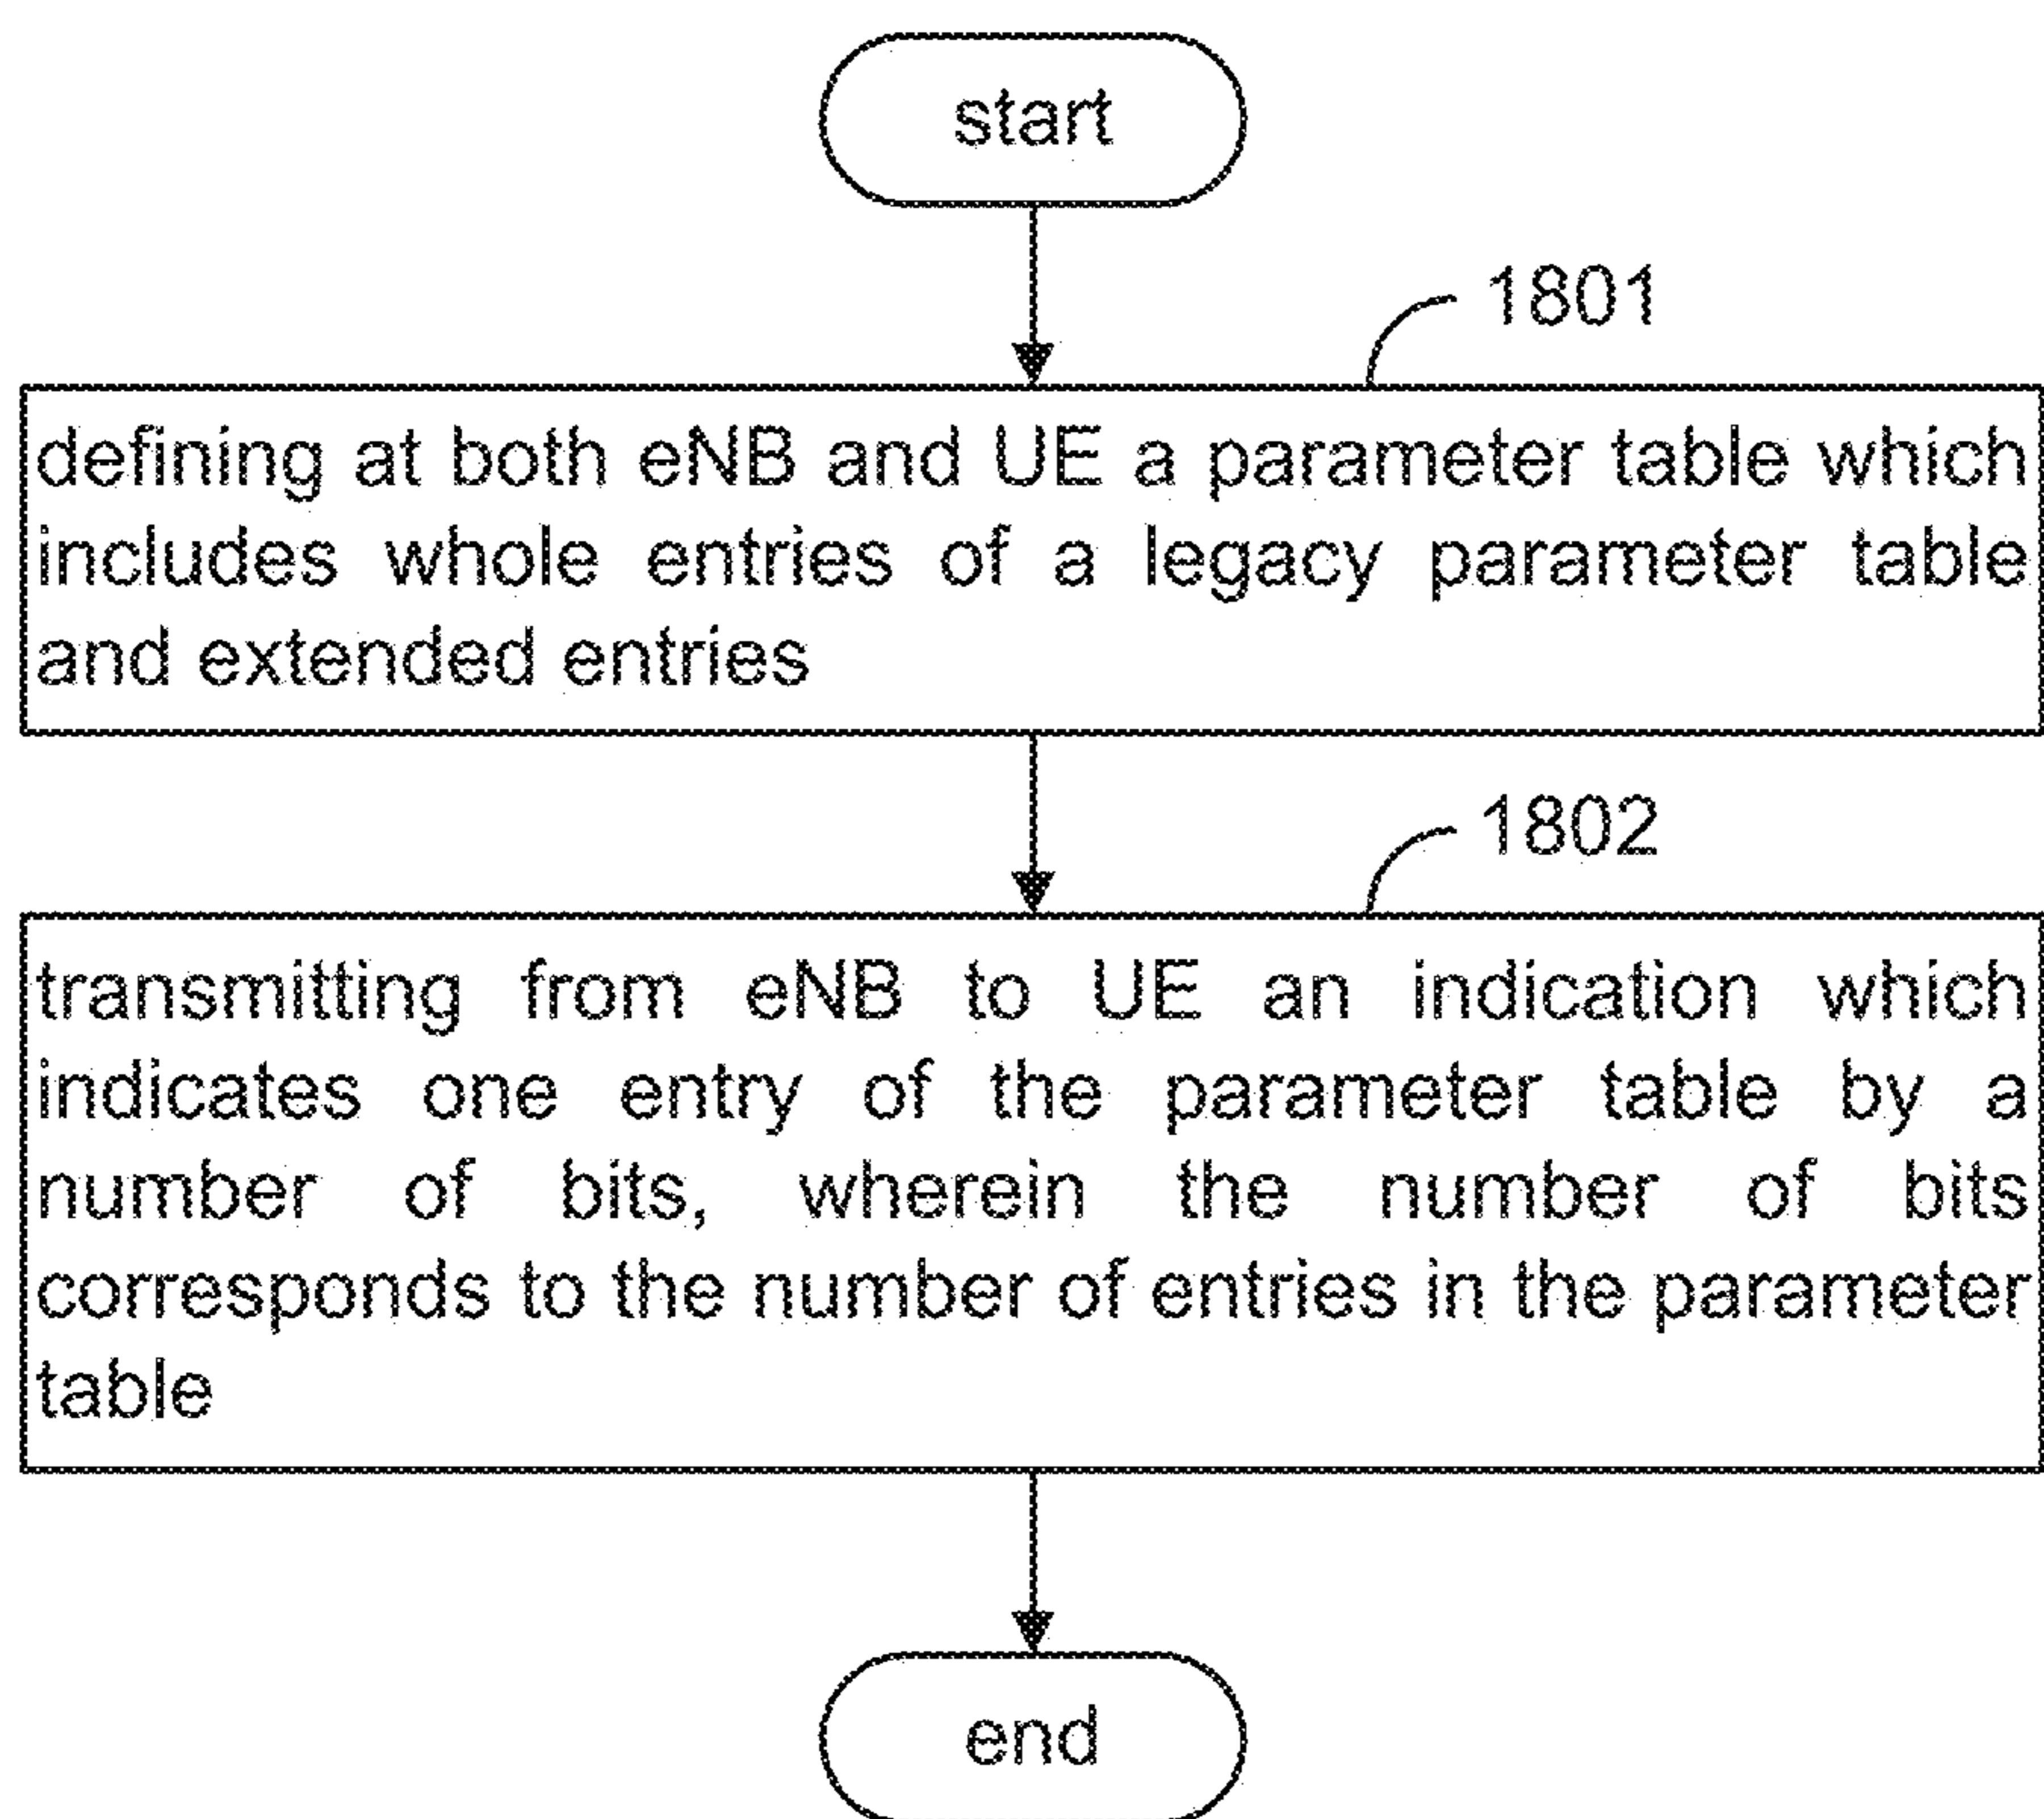 start
1801
defining at both eNB and UE a parameter table which
includes whole entries of a legacy parameter table
and extended entries
1802
transmitting from eNB to UE an indication which
indicates one entry of the parameter table by a
number of bits, wherein the number of bits
corresponds to the number of entries in the parameter
table
end